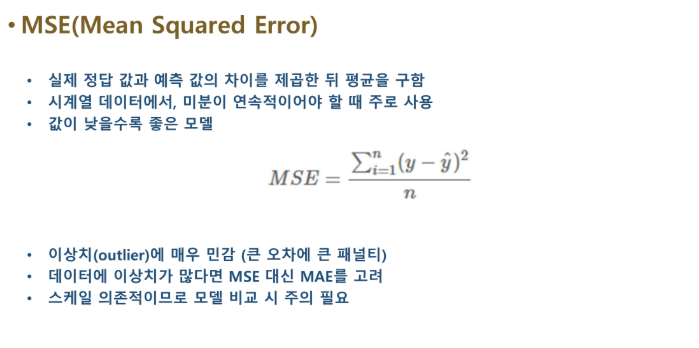 • MSE(Mean Squared Error)
• 실제 정답 값과 예측 값의 차이를 제곱한 뒤 평균을 구함
• 시계열 데이터에서, 미분이 연속적이어야 할 때 주로 사용
• 값이 낮을수록 좋은 모델
MSE = \frac{\sum_{i=1}^{n}(y - \hat{y})^2}{n}
• 이상치(outlier)에 매우 민감 (큰 오차에 큰 패널티)
• 데이터에 이상치가 많다면 MSE 대신 MAE를 고려
• 스케일 의존적이므로 모델 비교 시 주의 필요